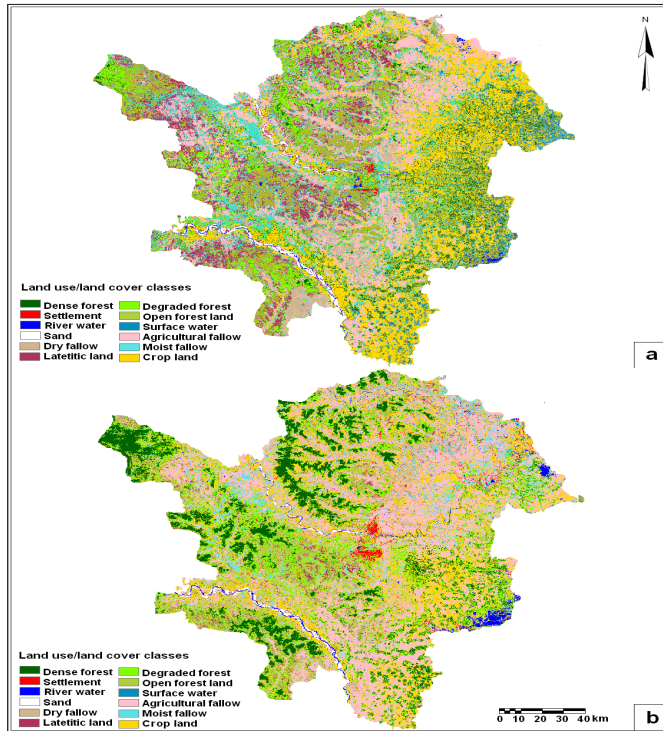 N
Land use/land cover classes
Dense forest Degraded forest
Settlement Open forest land
River water Surface water
Sand Agricultural fallow
Dry fallow Moist fallow
Latetitic land Crop land
a
Land use/land cover classes
Dense forest Degraded forest
Settlement Open forest land
River water Surface water
Sand Agricultural fallow
Dry fallow Moist fallow
Latetitic land Crop land
0 10 20 40 km
b